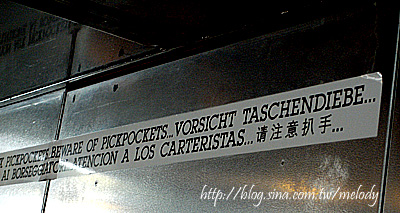 PICKPOCKETS.BEWARE OF PICKPOCKETS...VORSICHT TASCHENDIEBE...
AI BORSEGGIATORI.ATENCION A LOS CARTERISTAS...请注意扒手...
http://blog.sina.com.tw/melody